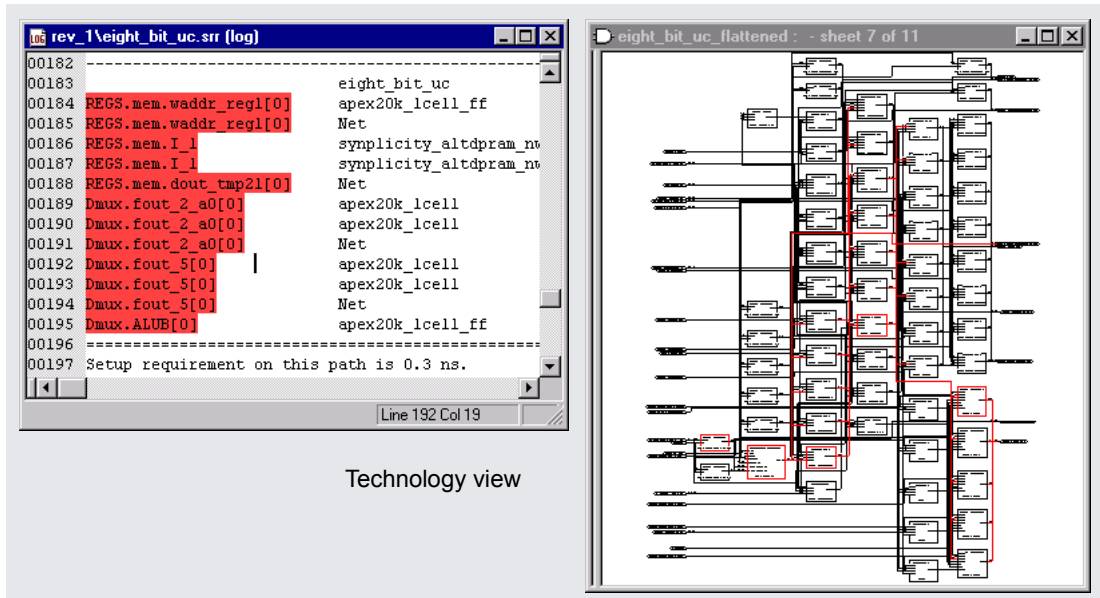 rev_1\eight_bit_uc.srr (log)
00182 ----------------------------------------------------
00183 eight_bit_uc
00184 REGS.mem.waddr_reg1[0] apex20k_lcell_ff
00185 REGS.mem.waddr_reg1[0] Net
00186 REGS.mem.I_1 synplicity_altdpram_nw
00187 REGS.mem.I_1 synplicity_altdpram_nw
00188 REGS.mem.dout_tmp21[0] Net
00189 Dmux.fout_2_a0[0] apex20k_lcell
00190 Dmux.fout_2_a0[0] apex20k_lcell
00191 Dmux.fout_2_a0[0] Net
00192 Dmux.fout_5[0] apex20k_lcell
00193 Dmux.fout_5[0] apex20k_lcell
00194 Dmux.fout_5[0] Net
00195 Dmux.ALUB[0] apex20k_lcell_ff
00196 ====================================================
00197 Setup requirement on this path is 0.3 ns.
Line 192 Col 19
Technology view
eight_bit_uc_flattened : - sheet 7 of 11